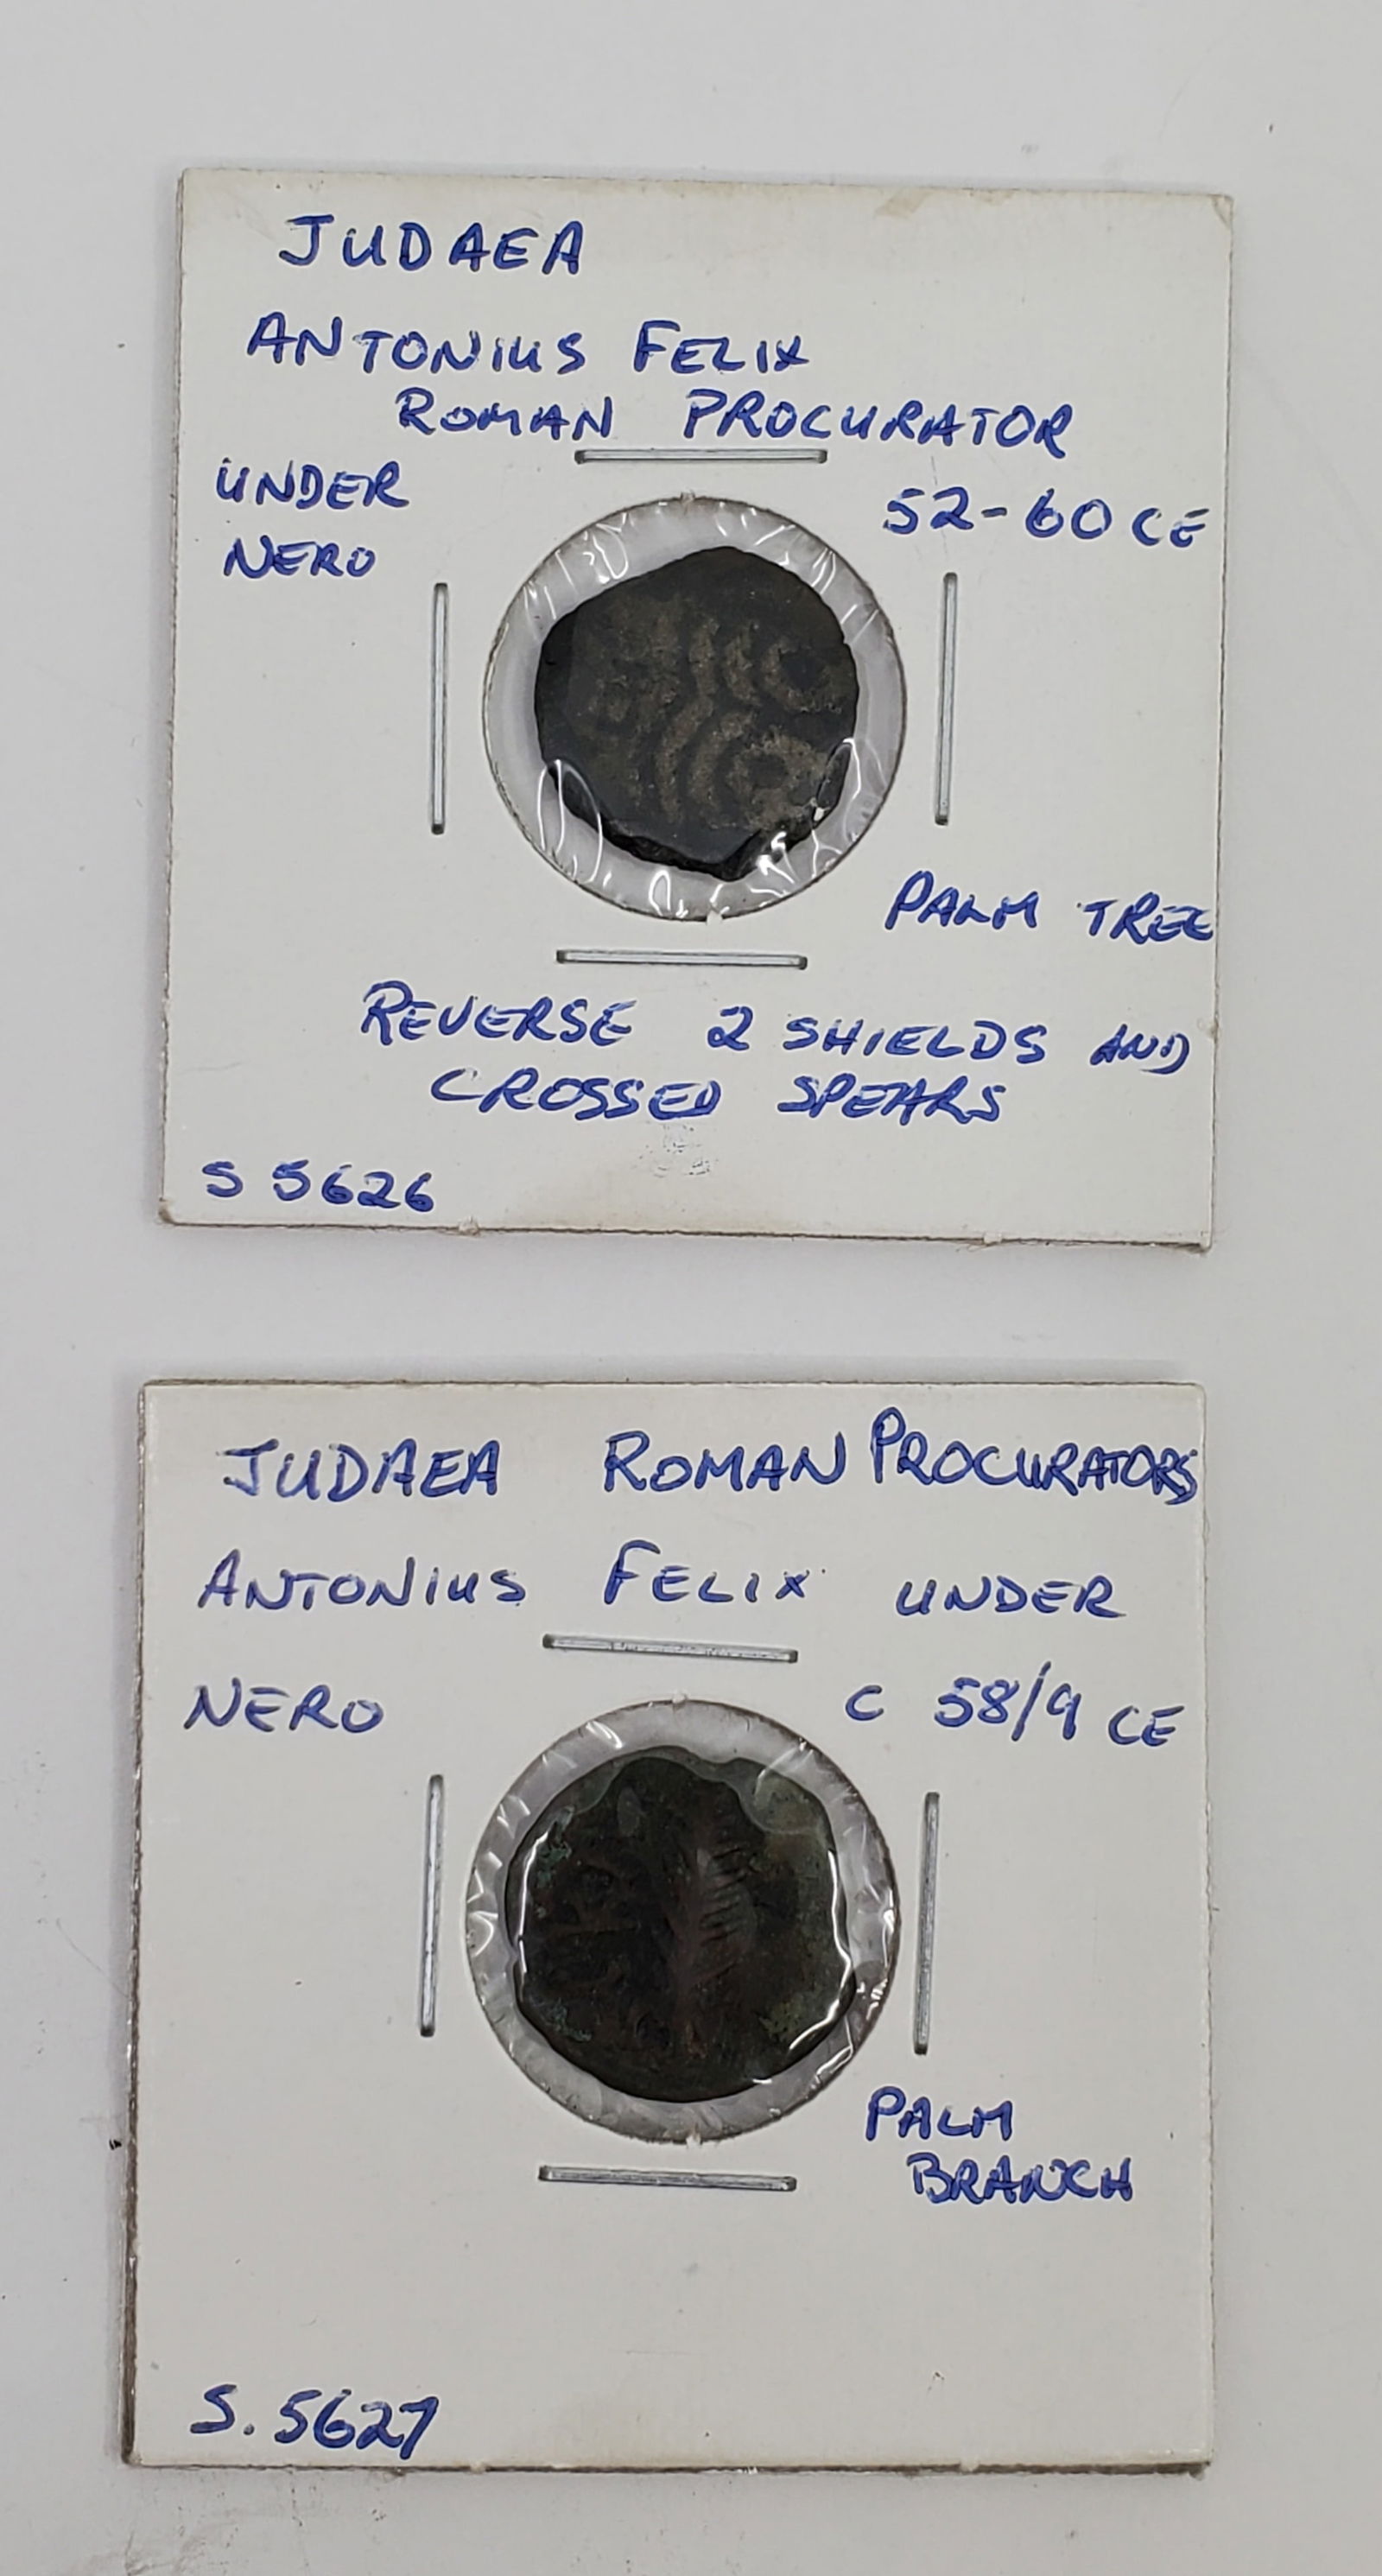 JUDAEA
ANTONIUS FELIX
ROMAN PROCURATOR
UNDER
NERO
52-60 CE
PALM TREE
REVERSE 2 SHIELDS AND
CROSSED SPEARS
S 5626
JUDAEA ROMAN PROCURATORS
ANTONIUS FELIX UNDER
NERO C 58/9 CE
PALM
BRANCH
S. 5627